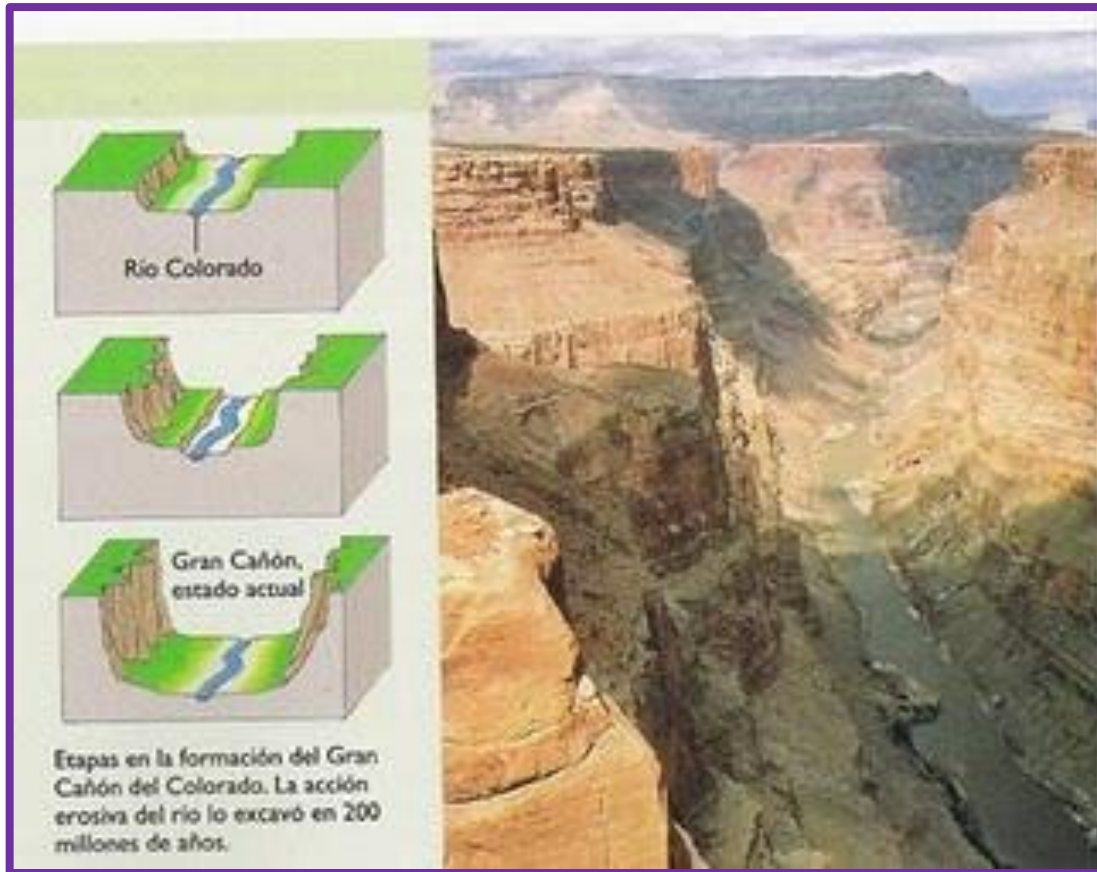 Río Colorado
Gran Cañón,
estado actual
Etapas en la formación del Gran
Cañón del Colorado. La acción
erosiva del río lo excavó en 200
millones de años.